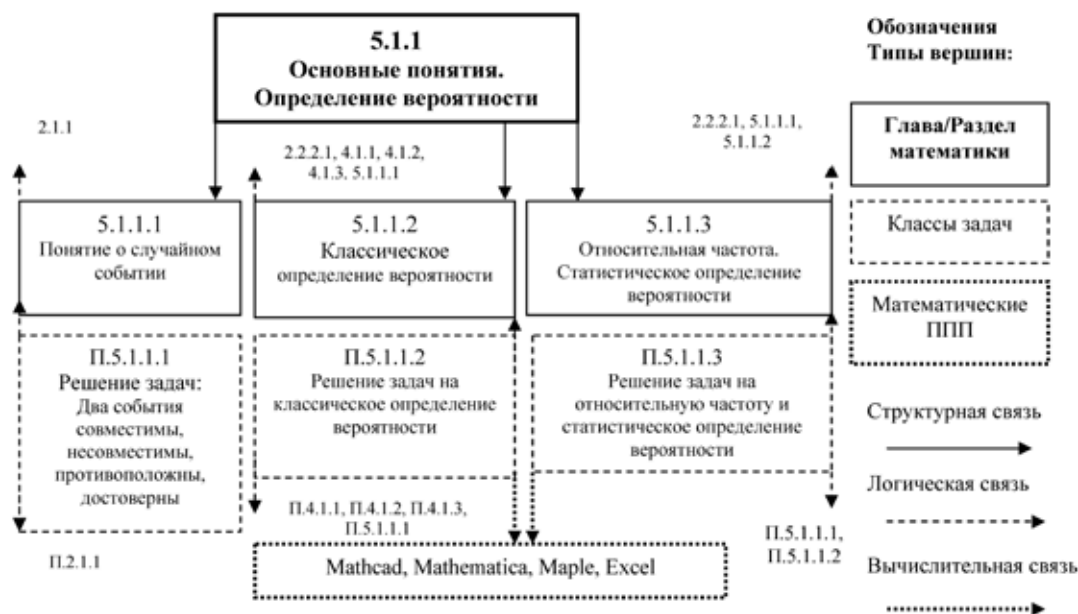 5.1.1
Основные понятия.
Определение вероятности
Обозначения
Типы вершин:
2.1.1
2.2.2.1, 4.1.1, 4.1.2,
4.1.3, 5.1.1.1
2.2.2.1, 5.1.1.1,
5.1.1.2
Глава/Раздел
математики
5.1.1.1
Понятие о случайном
событии
5.1.1.2
Классическое
определение вероятности
5.1.1.3
Относительная частота.
Статистическое определение
вероятности
Классы задач
Математические
ППП
П.5.1.1.1
Решение задач:
Два события
совместимы,
несовместимы,
противоположны,
достоверны
П.5.1.1.2
Решение задач на
классическое определение
вероятности
П.5.1.1.3
Решение задач на
относительную частоту и
статистическое определение
вероятности
Структурная связь
Логическая связь
Вычислительная связь
П.2.1.1
П.4.1.1, П.4.1.2, П.4.1.3,
П.5.1.1.1
П.5.1.1.1,
П.5.1.1.2
Mathcad, Mathematica, Maple, Excel